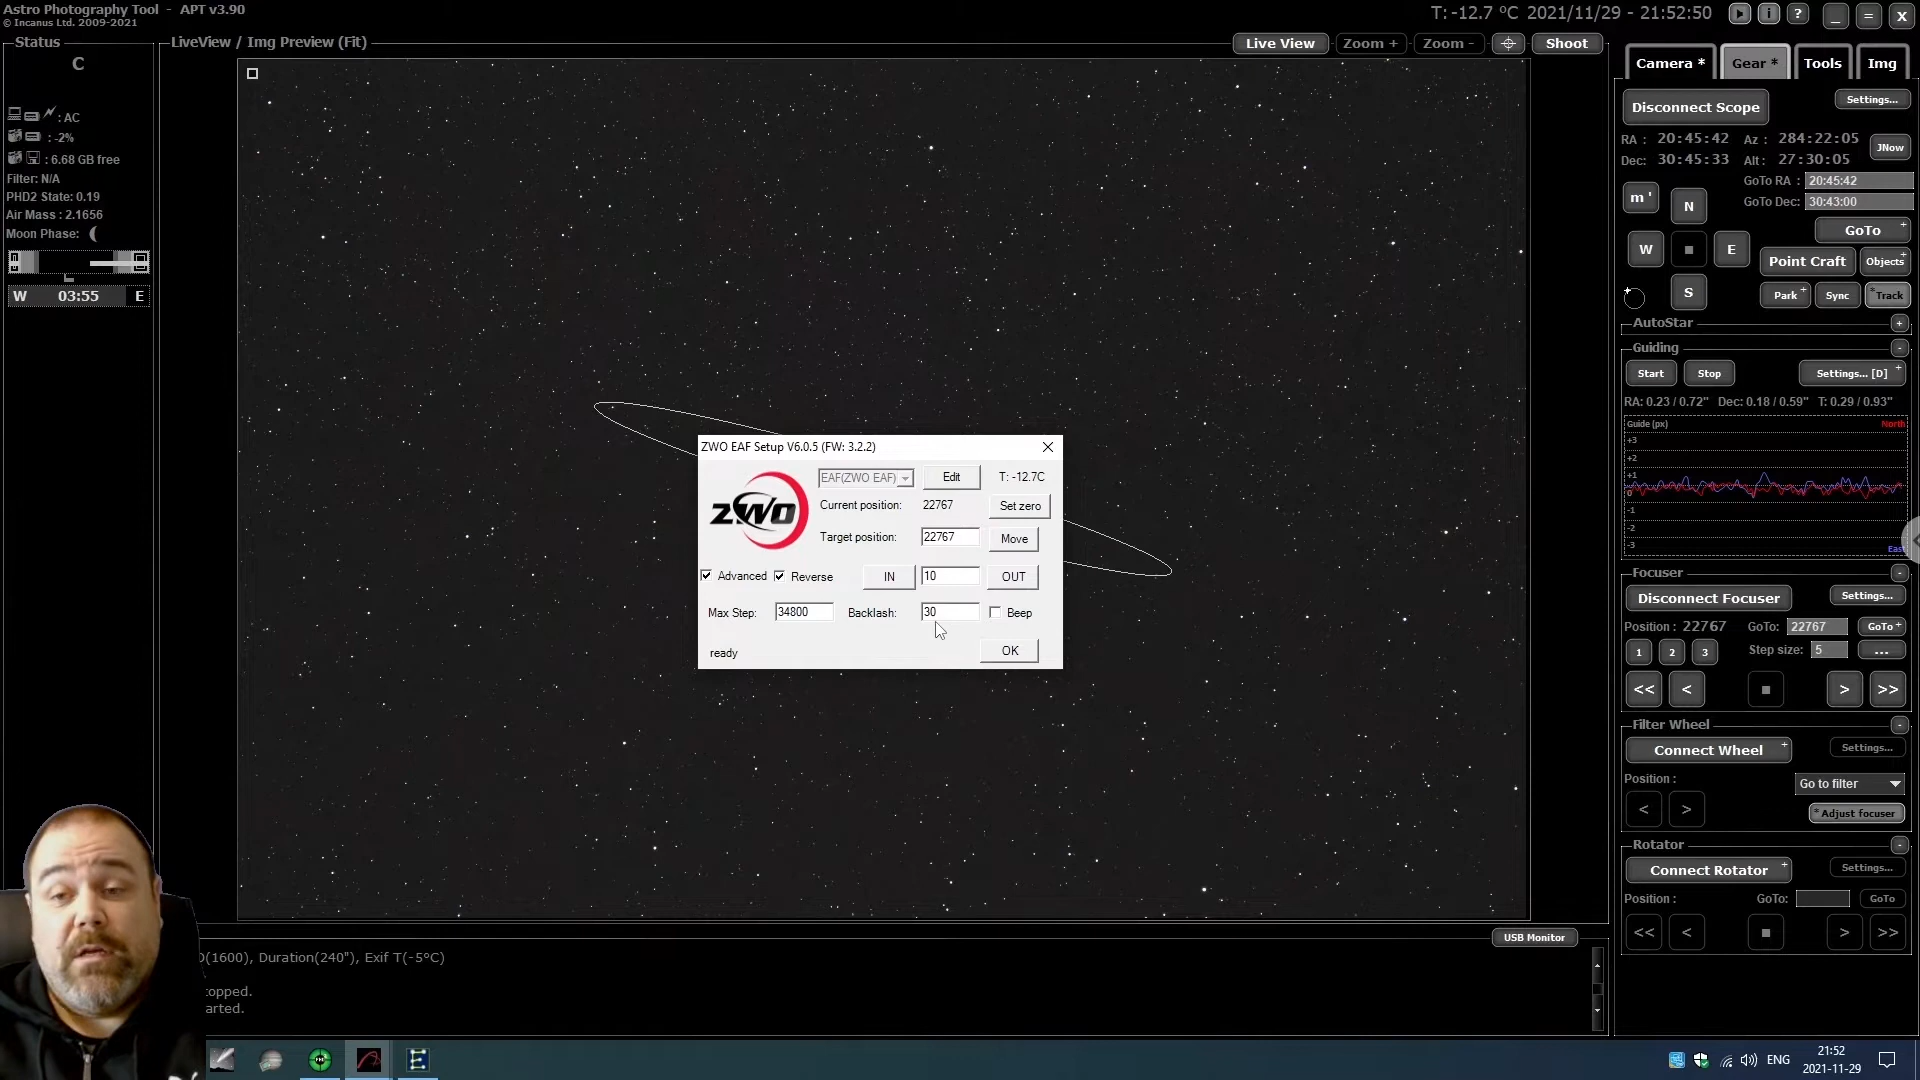 Astro Photography Tool - APT v3.90
© Incanus Ltd. 2009-2021
T: -12.7 °C 2021/11/29 - 21:52:50
i
?
_
=
X
Status
C
: AC
: -2%
: 6.68 GB free
Filter: N/A
PHD2 State: 0.19
Air Mass : 2.1656
Moon Phase:
W 03:55 E
LiveView / Img Preview (Fit)
Live View
Zoom +
Zoom -
Shoot
Camera *
Gear *
Tools
Img
Disconnect Scope
Settings...
RA : 20:45:42 Az : 284:22:05
Dec: 30:45:33 Alt : 27:30:05
JNow
GoTo RA : 20:45:42
GoTo Dec: 30:43:00
m '
N
W
E
S
GoTo +
Point Craft
Objects +
Park +
Sync
*Track
AutoStar +
Guiding -
Start
Stop
Settings... [D] +
RA: 0.23 / 0.72" Dec: 0.18 / 0.59" T: 0.29 / 0.93"
Guide (px) North
+3
+2
+1
0
-1
-2
-3
East
Focuser -
Disconnect Focuser
Settings...
Position : 22767 GoTo: 22767 GoTo +
1 2 3 Step size: 5 ...
<< < > >>
Filter Wheel -
Connect Wheel +
Settings...
Position :
Go to filter
< >
*Adjust focuser
Rotator -
Connect Rotator +
Settings...
Position : GoTo: GoTo
<< < > >>
ZWO EAF Setup V6.0.5 (FW: 3.2.2)
ZWO
EAF(ZWO EAF) Edit T: -12.7C
Current position: 22767 Set zero
Target position: 22767 Move
Advanced Reverse IN 10 OUT
Max Step: 34800 Backlash: 30 Beep
ready OK
USB Monitor
(1600), Duration(240"), Exif T(-5°C)
opped.
arted.
ENG
21:52
2021-11-29